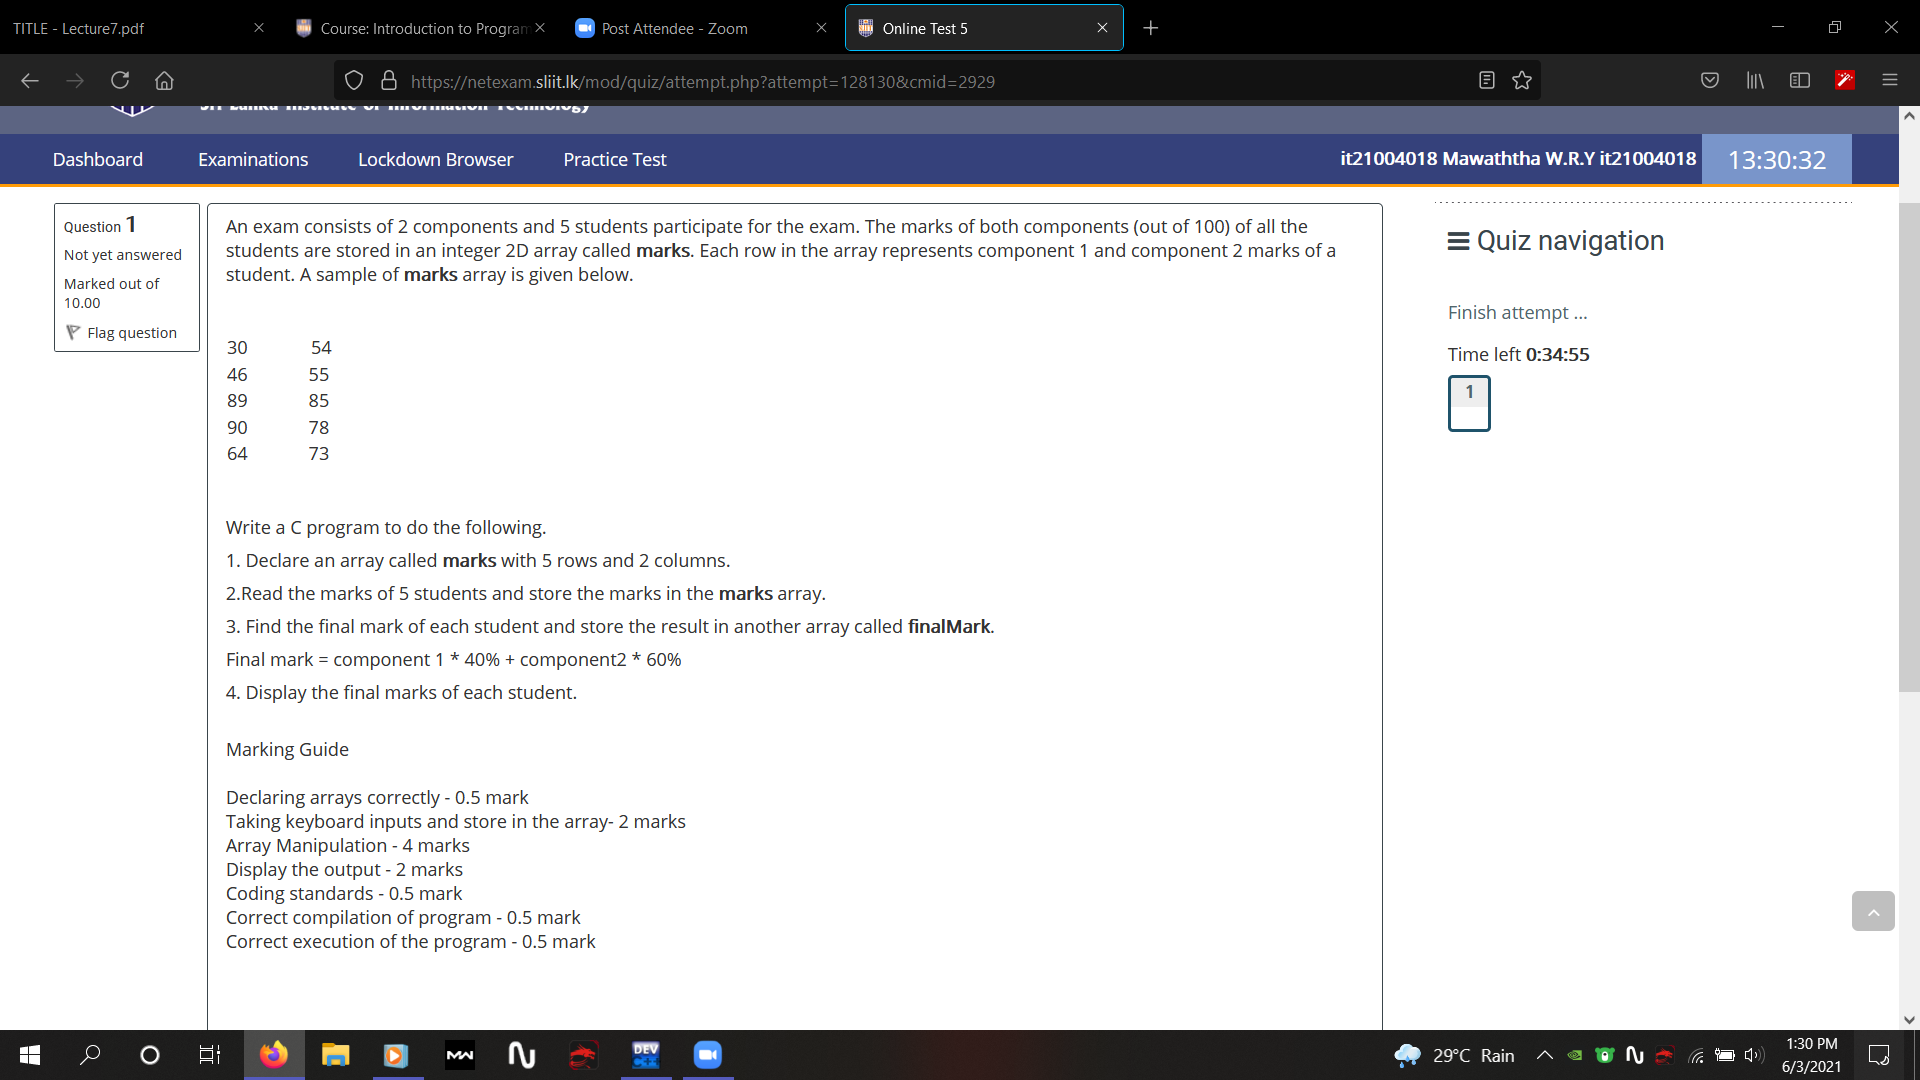 TITLE - Lecture7.pdf
Course: Introduction to Program
Post Attendee - Zoom
Online Test 5
https://netexam.sliit.lk/mod/quiz/attempt.php?attempt=128130&cmid=2929
Sri Lanka Institute of Information Technology
Dashboard
Examinations
Lockdown Browser
Practice Test
it21004018 Mawaththa W.R.Y it21004018
13:30:32
Question 1
Not yet answered
Marked out of
10.00
Flag question
An exam consists of 2 components and 5 students participate for the exam. The marks of both components (out of 100) of all the
students are stored in an integer 2D array called marks. Each row in the array represents component 1 and component 2 marks of a
student. A sample of marks array is given below.
30 54
46 55
89 85
90 78
64 73
Write a C program to do the following.
1. Declare an array called marks with 5 rows and 2 columns.
2.Read the marks of 5 students and store the marks in the marks array.
3. Find the final mark of each student and store the result in another array called finalMark.
Final mark = component 1 * 40% + component2 * 60%
4. Display the final marks of each student.
Marking Guide
Declaring arrays correctly - 0.5 mark
Taking keyboard inputs and store in the array- 2 marks
Array Manipulation - 4 marks
Display the output - 2 marks
Coding standards - 0.5 mark
Correct compilation of program - 0.5 mark
Correct execution of the program - 0.5 mark
Quiz navigation
Finish attempt ...
Time left 0:34:55
1
DEV
C++
29°C Rain
1:30 PM
6/3/2021